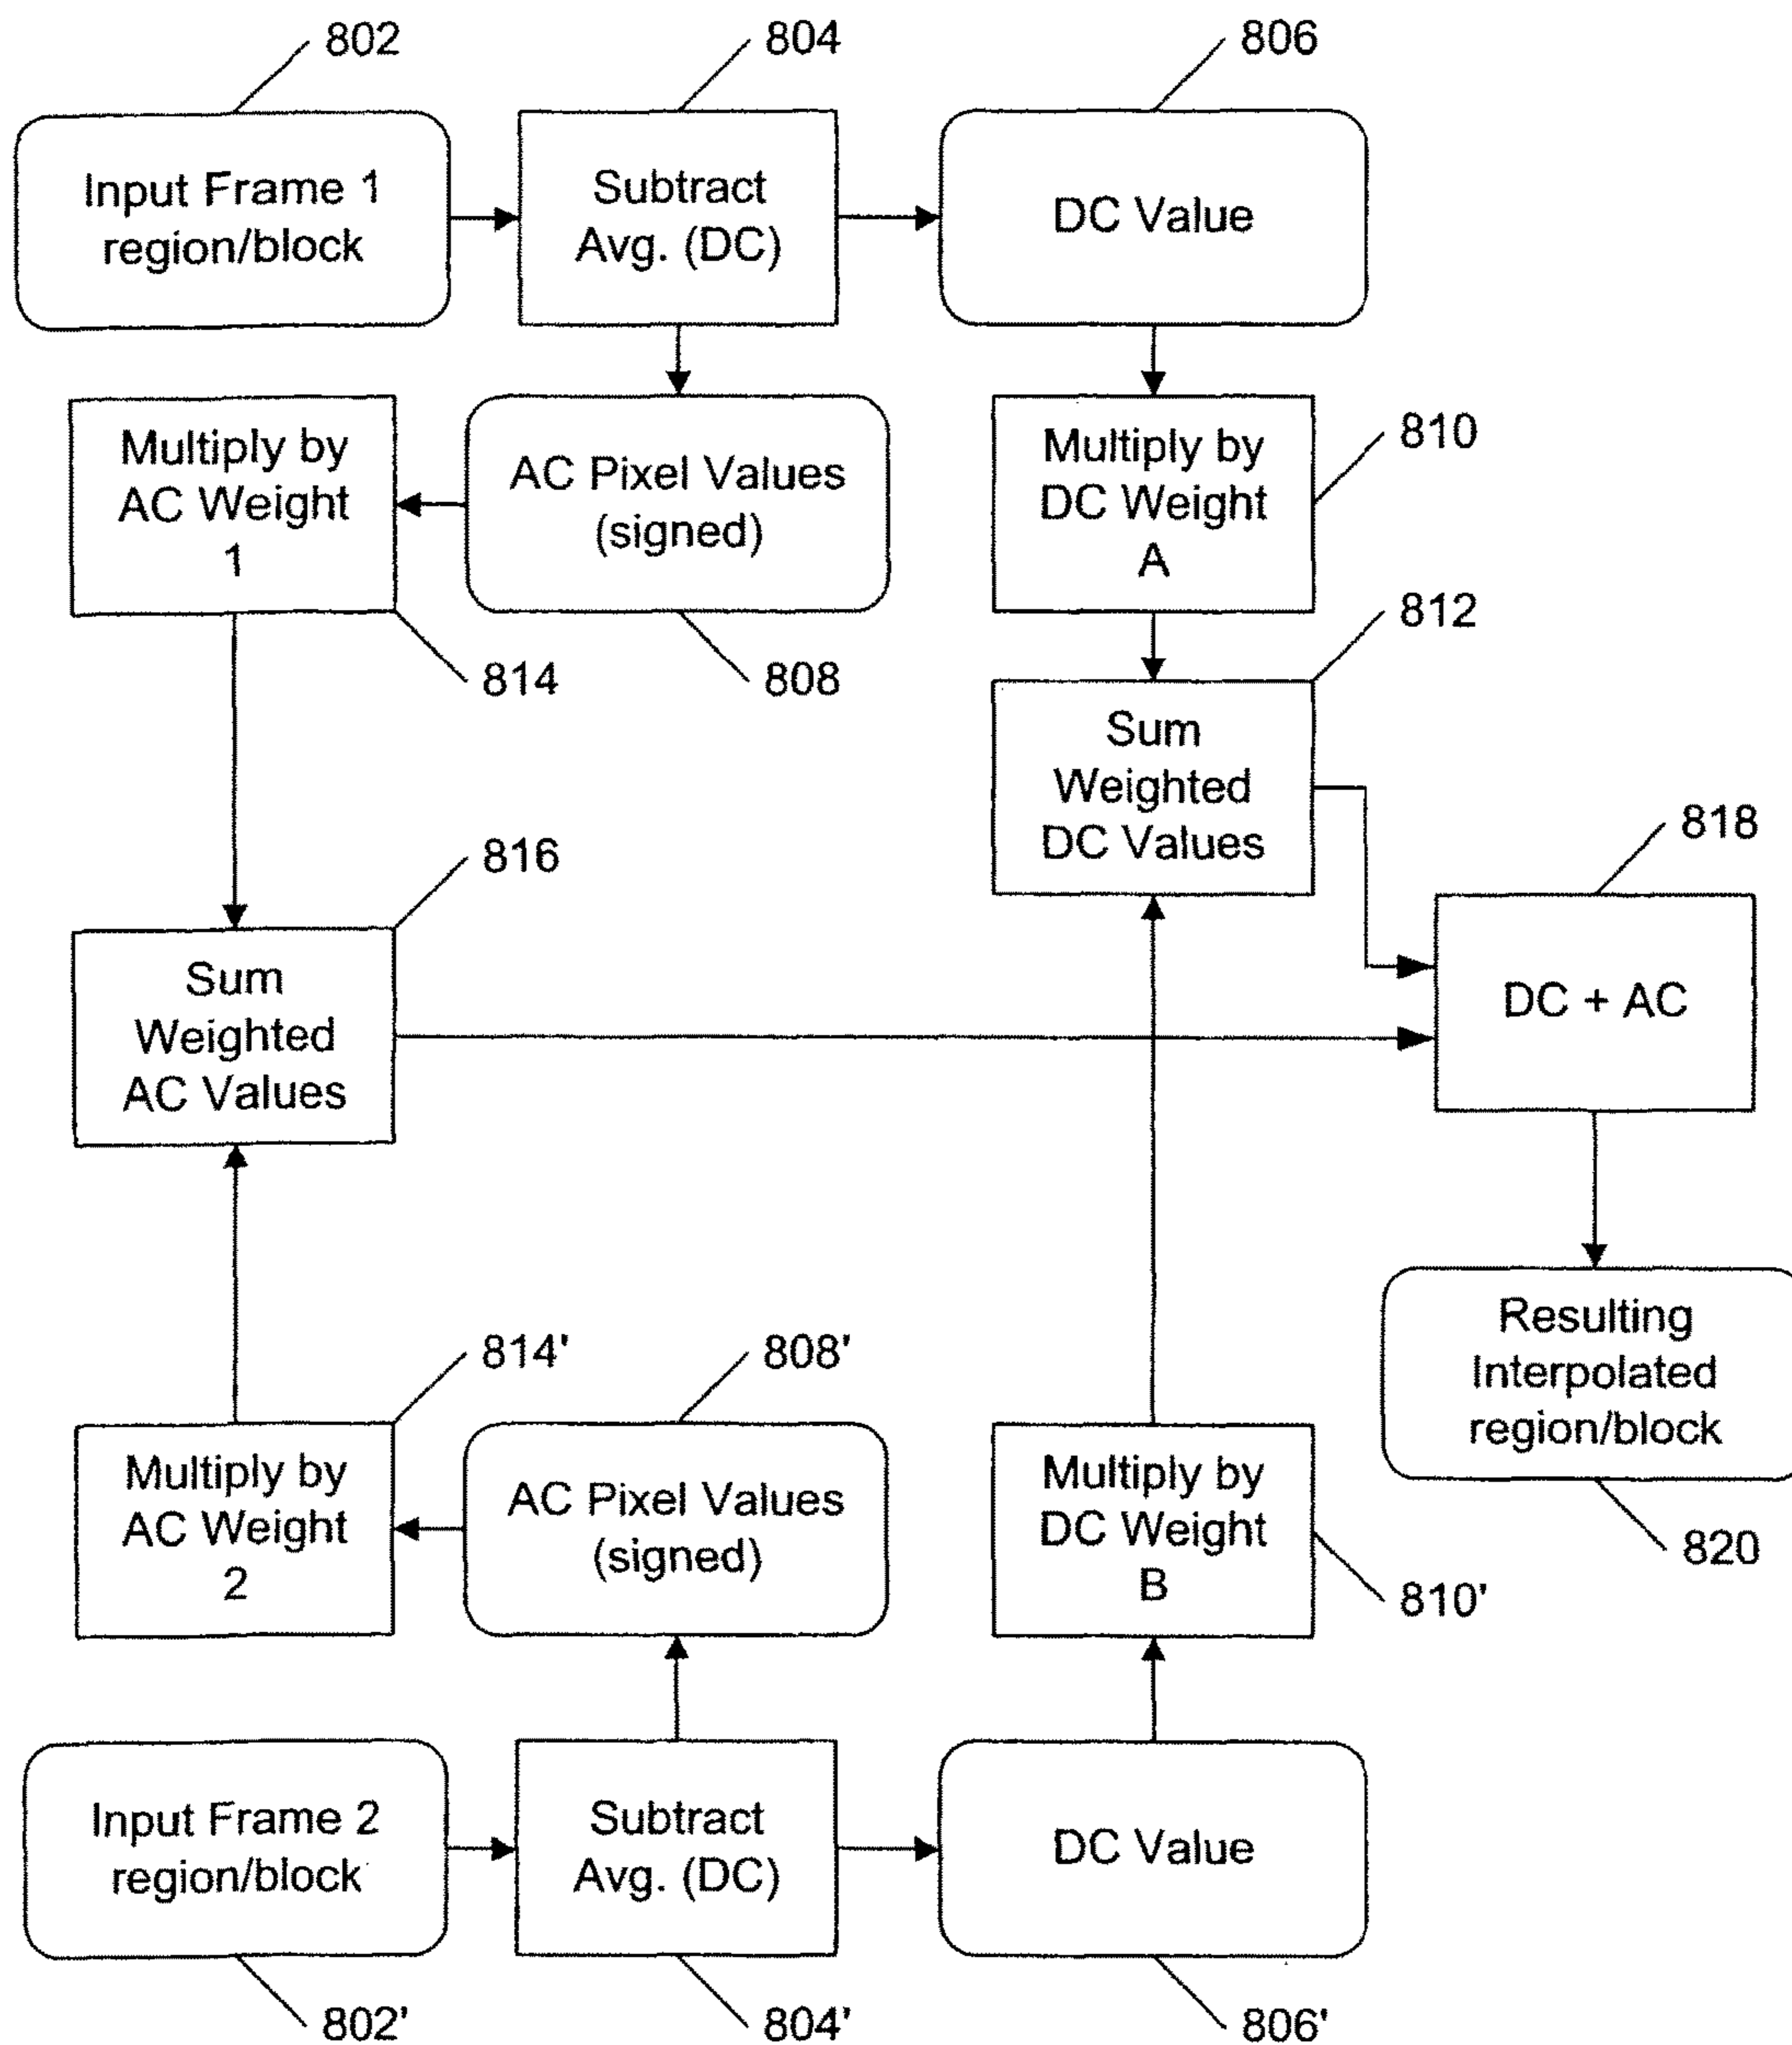 802
804
806
Input Frame 1
region/block
Subtract
Avg. (DC)
DC Value
Multiply by
AC Weight
1
AC Pixel Values
(signed)
Multiply by
DC Weight
A
810
812
814
808
Sum
Weighted
DC Values
816
818
Sum
Weighted
AC Values
DC + AC
814'
808'
Resulting
Interpolated
region/block
Multiply by
AC Weight
2
AC Pixel Values
(signed)
Multiply by
DC Weight
B
820
810'
Input Frame 2
region/block
Subtract
Avg. (DC)
DC Value
802'
804'
806'